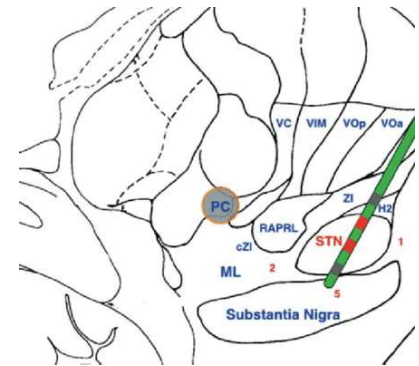 VC VIM VOp VOa
PC
ZI
H2
RAPRL
STN
1
cZI
ML
2
5
Substantia Nigra